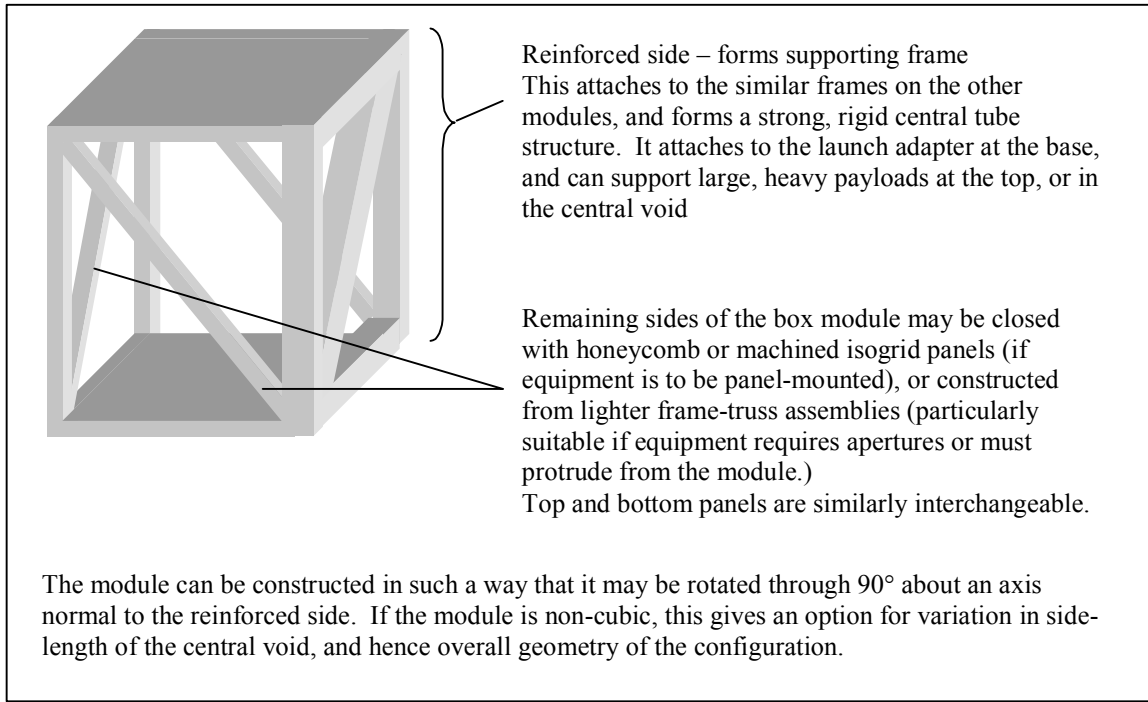 Reinforced side – forms supporting frame
This attaches to the similar frames on the other
modules, and forms a strong, rigid central tube
structure.  It attaches to the launch adapter at the base,
and can support large, heavy payloads at the top, or in
the central void
Remaining sides of the box module may be closed
with honeycomb or machined isogrid panels (if
equipment is to be panel-mounted), or constructed
from lighter frame-truss assemblies (particularly
suitable if equipment requires apertures or must
protrude from the module.)
Top and bottom panels are similarly interchangeable.
The module can be constructed in such a way that it may be rotated through 90° about an axis
normal to the reinforced side.  If the module is non-cubic, this gives an option for variation in side-
length of the central void, and hence overall geometry of the configuration.